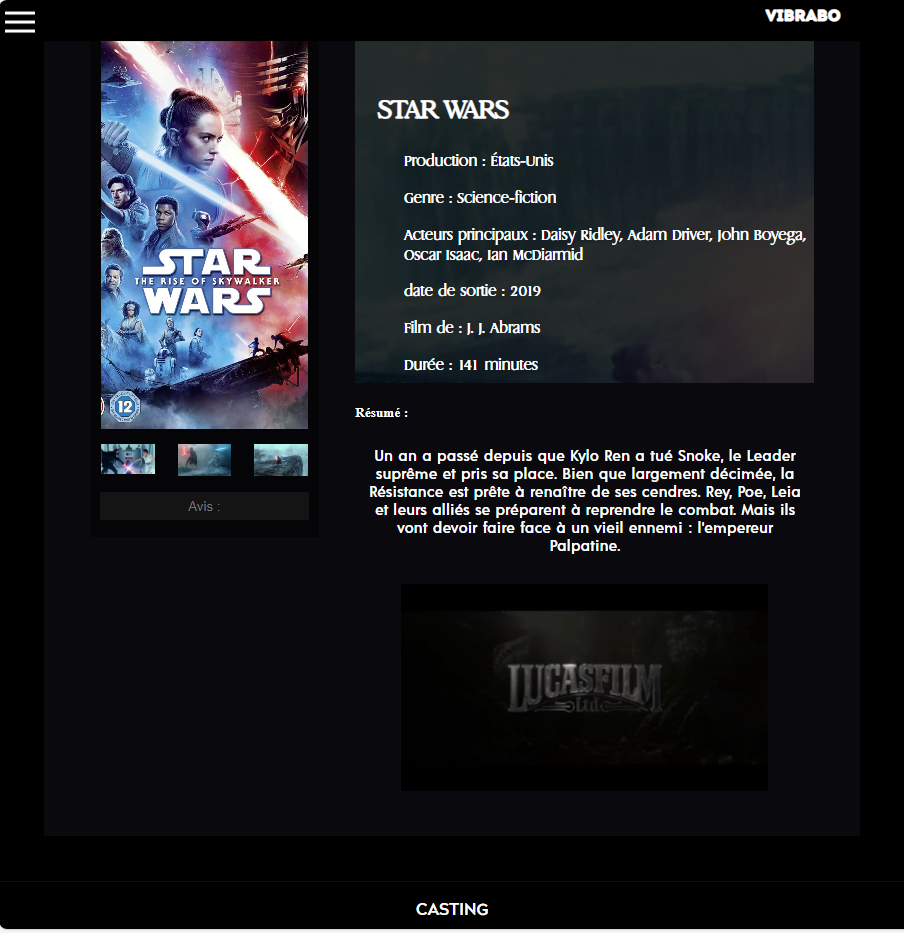 VIBRABO
STAR
THE RISE OF SKYWALKER
WARS
12
Avis :
STAR WARS
Production : États-Unis
Genre : Science-fiction
Acteurs principaux : Daisy Ridley, Adam Driver, John Boyega,
Oscar Isaac, Ian McDiarmid
date de sortie : 2019
Film de : J. J. Abrams
Durée : 141 minutes
Résumé :
Un an a passé depuis que Kylo Ren a tué Snoke, le Leader
suprême et pris sa place. Bien que largement décimée, la
Résistance est prête à renaître de ses cendres. Rey, Poe, Leia
et leurs alliés se préparent à reprendre le combat. Mais ils
vont devoir faire face à un vieil ennemi : l'empereur
Palpatine.
LUCASFILM
Ltd
CASTING